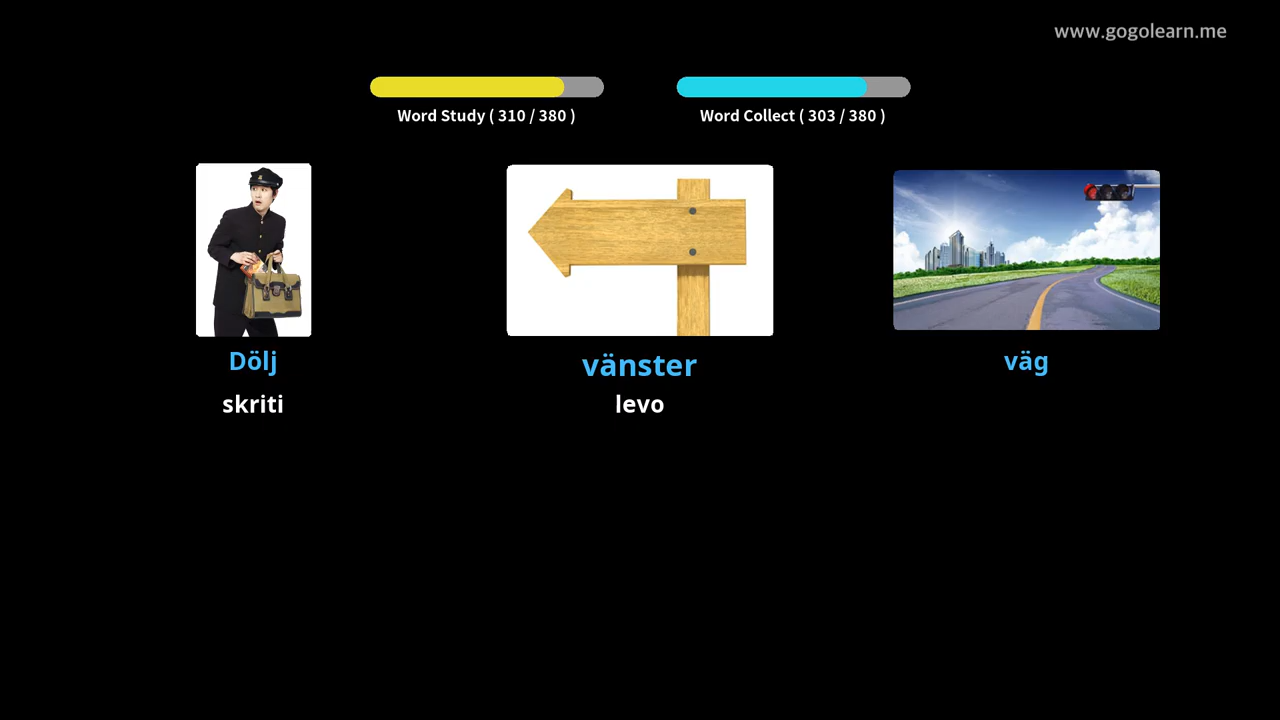 www.gogolearn.me
Word Study ( 310 / 380 )
Word Collect ( 303 / 380 )
Dölj
vänster
väg
skriti
levo